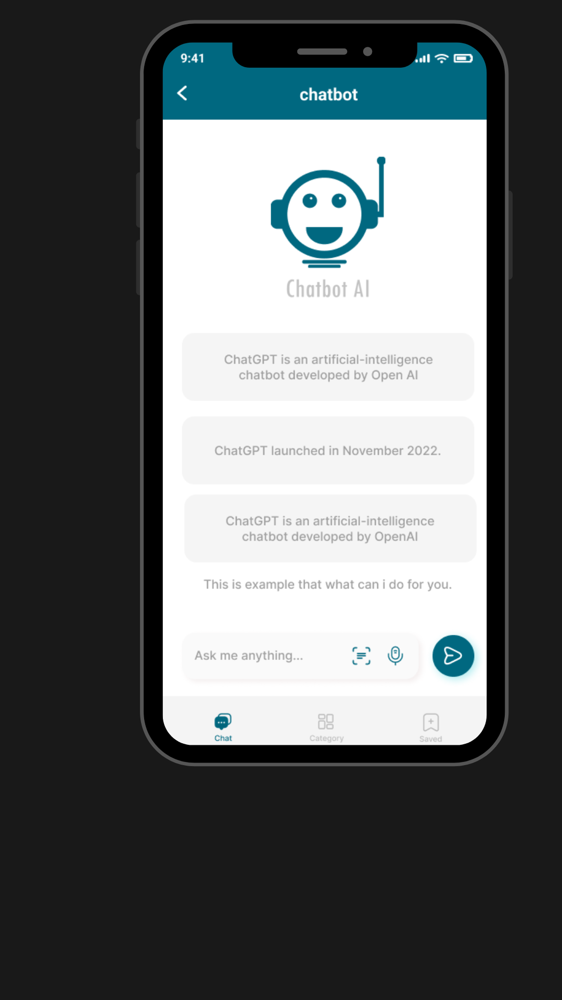 9:41
chatbot
Chatbot AI
ChatGPT is an artificial-intelligence
chatbot developed by Open AI
ChatGPT launched in November 2022.
ChatGPT is an artificial-intelligence
chatbot developed by OpenAI
This is example that what can i do for you.
Ask me anything...
Chat
Category
Saved